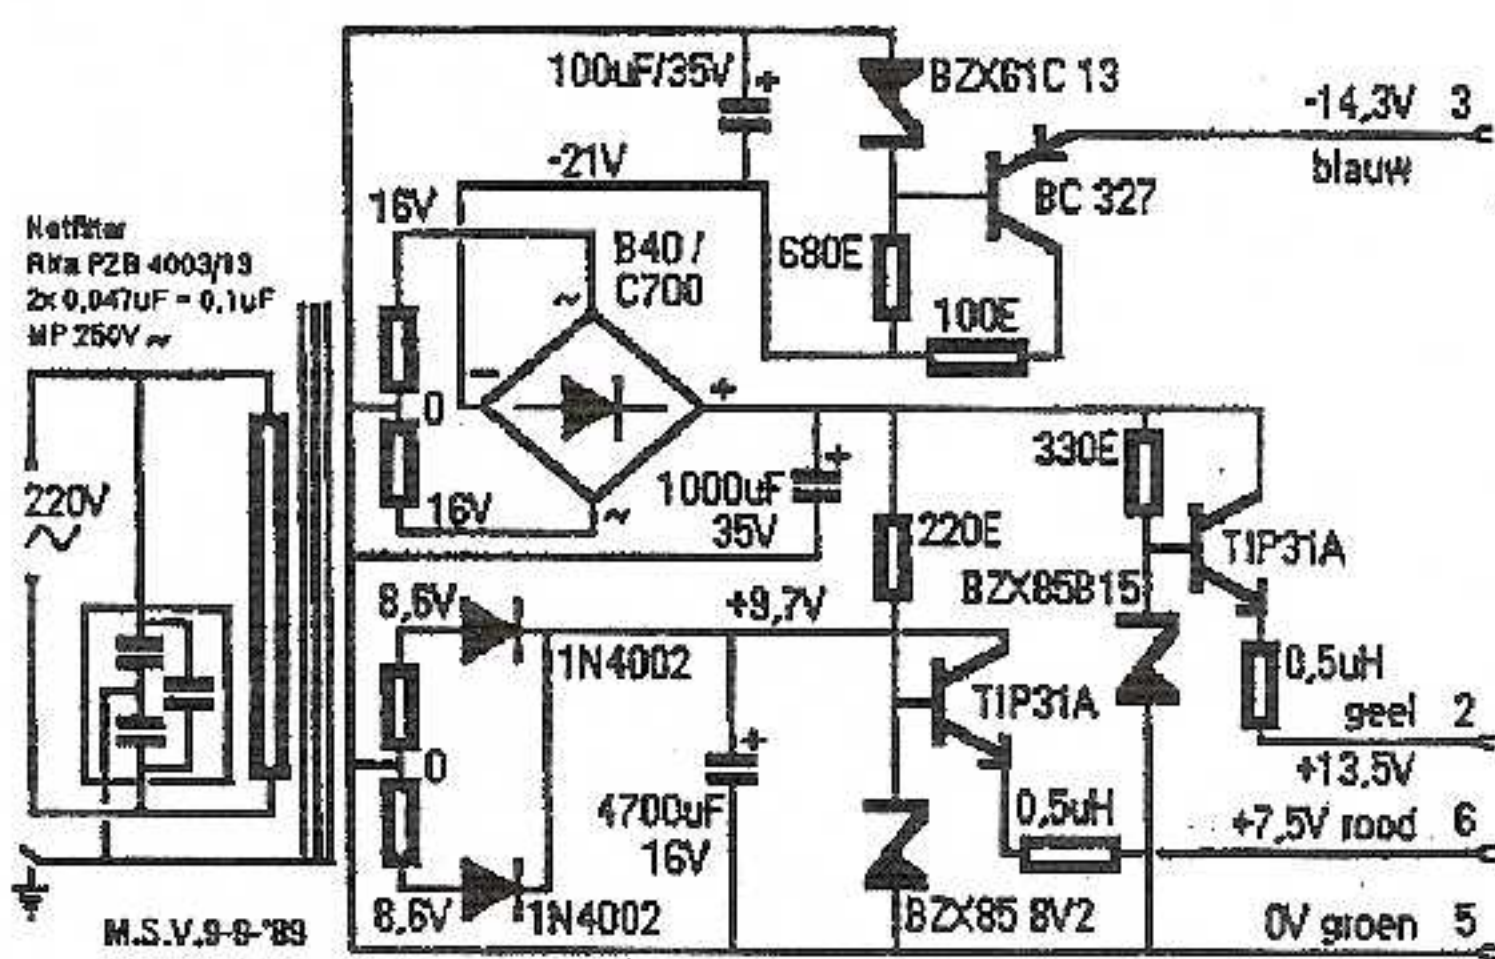 100uF/35V
+
BZX61C 13
-14,3V 3
blauw
-21V
16V
BC 327
Netfilter
Rifa PZB 4003/13
2x 0,047uF = 0,1uF
MP 250V ~
B40 /
C700
~
680E
100E
-
+
0
330E
+
1000uF
35V
16V
~
220V
~
220E
TIP31A
BZX85B15
8,6V
+9,7V
1N4002
0,5uH
geel 2
TIP31A
+
0
+13,5V
4700uF
16V
0,5uH
+7,5V rood 6
8,6V
1N4002
BZX85 8V2
0V groen 5
M.S.V.9-8-'89